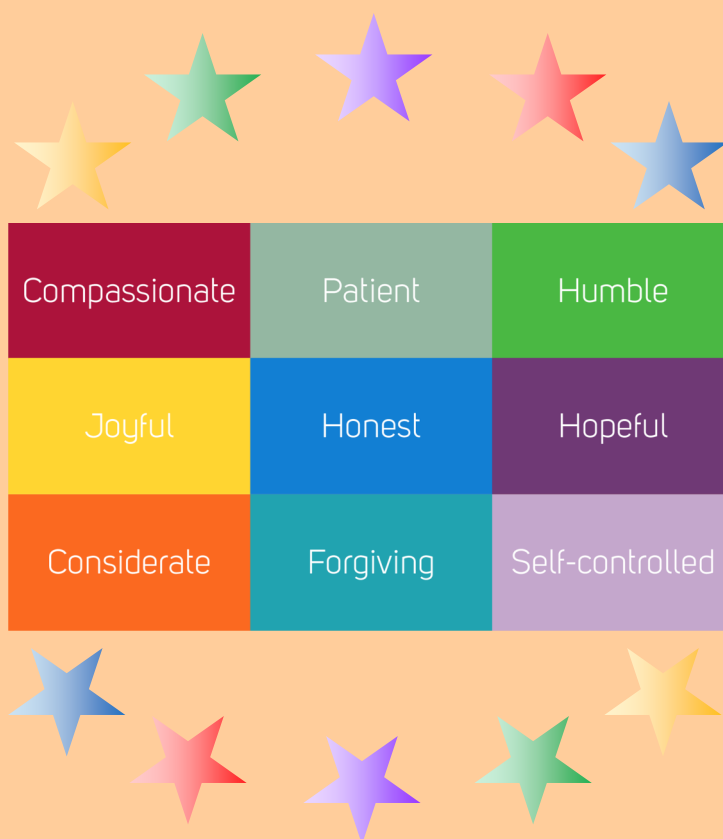 Compassionate
Patient
Humble
Joyful
Honest
Hopeful
Considerate
Forgiving
Self-controlled